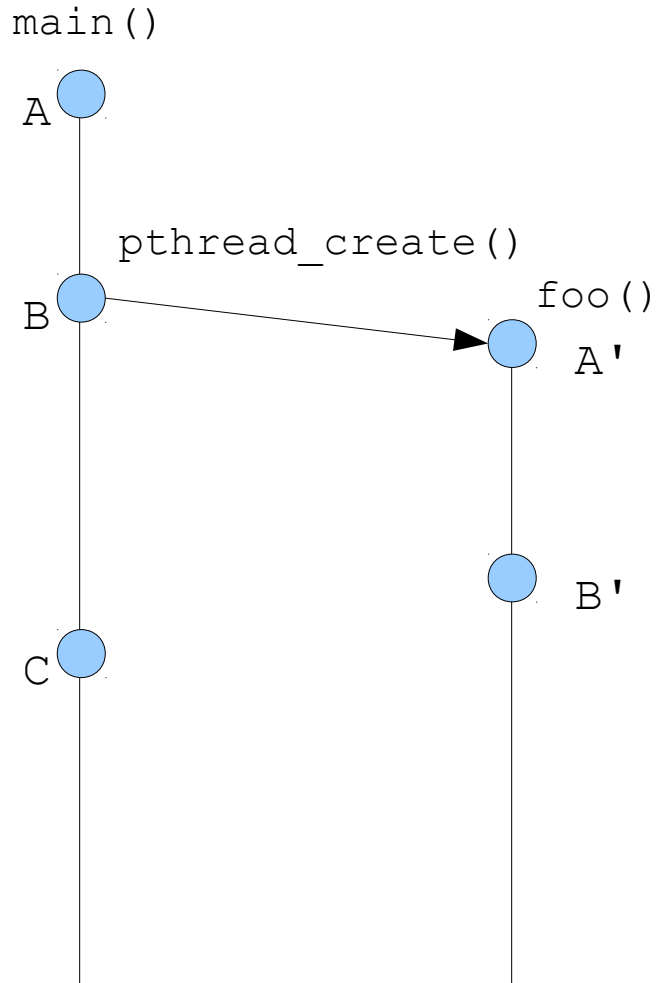 main()
A
pthread_create()
foo()
B
A'
B'
C